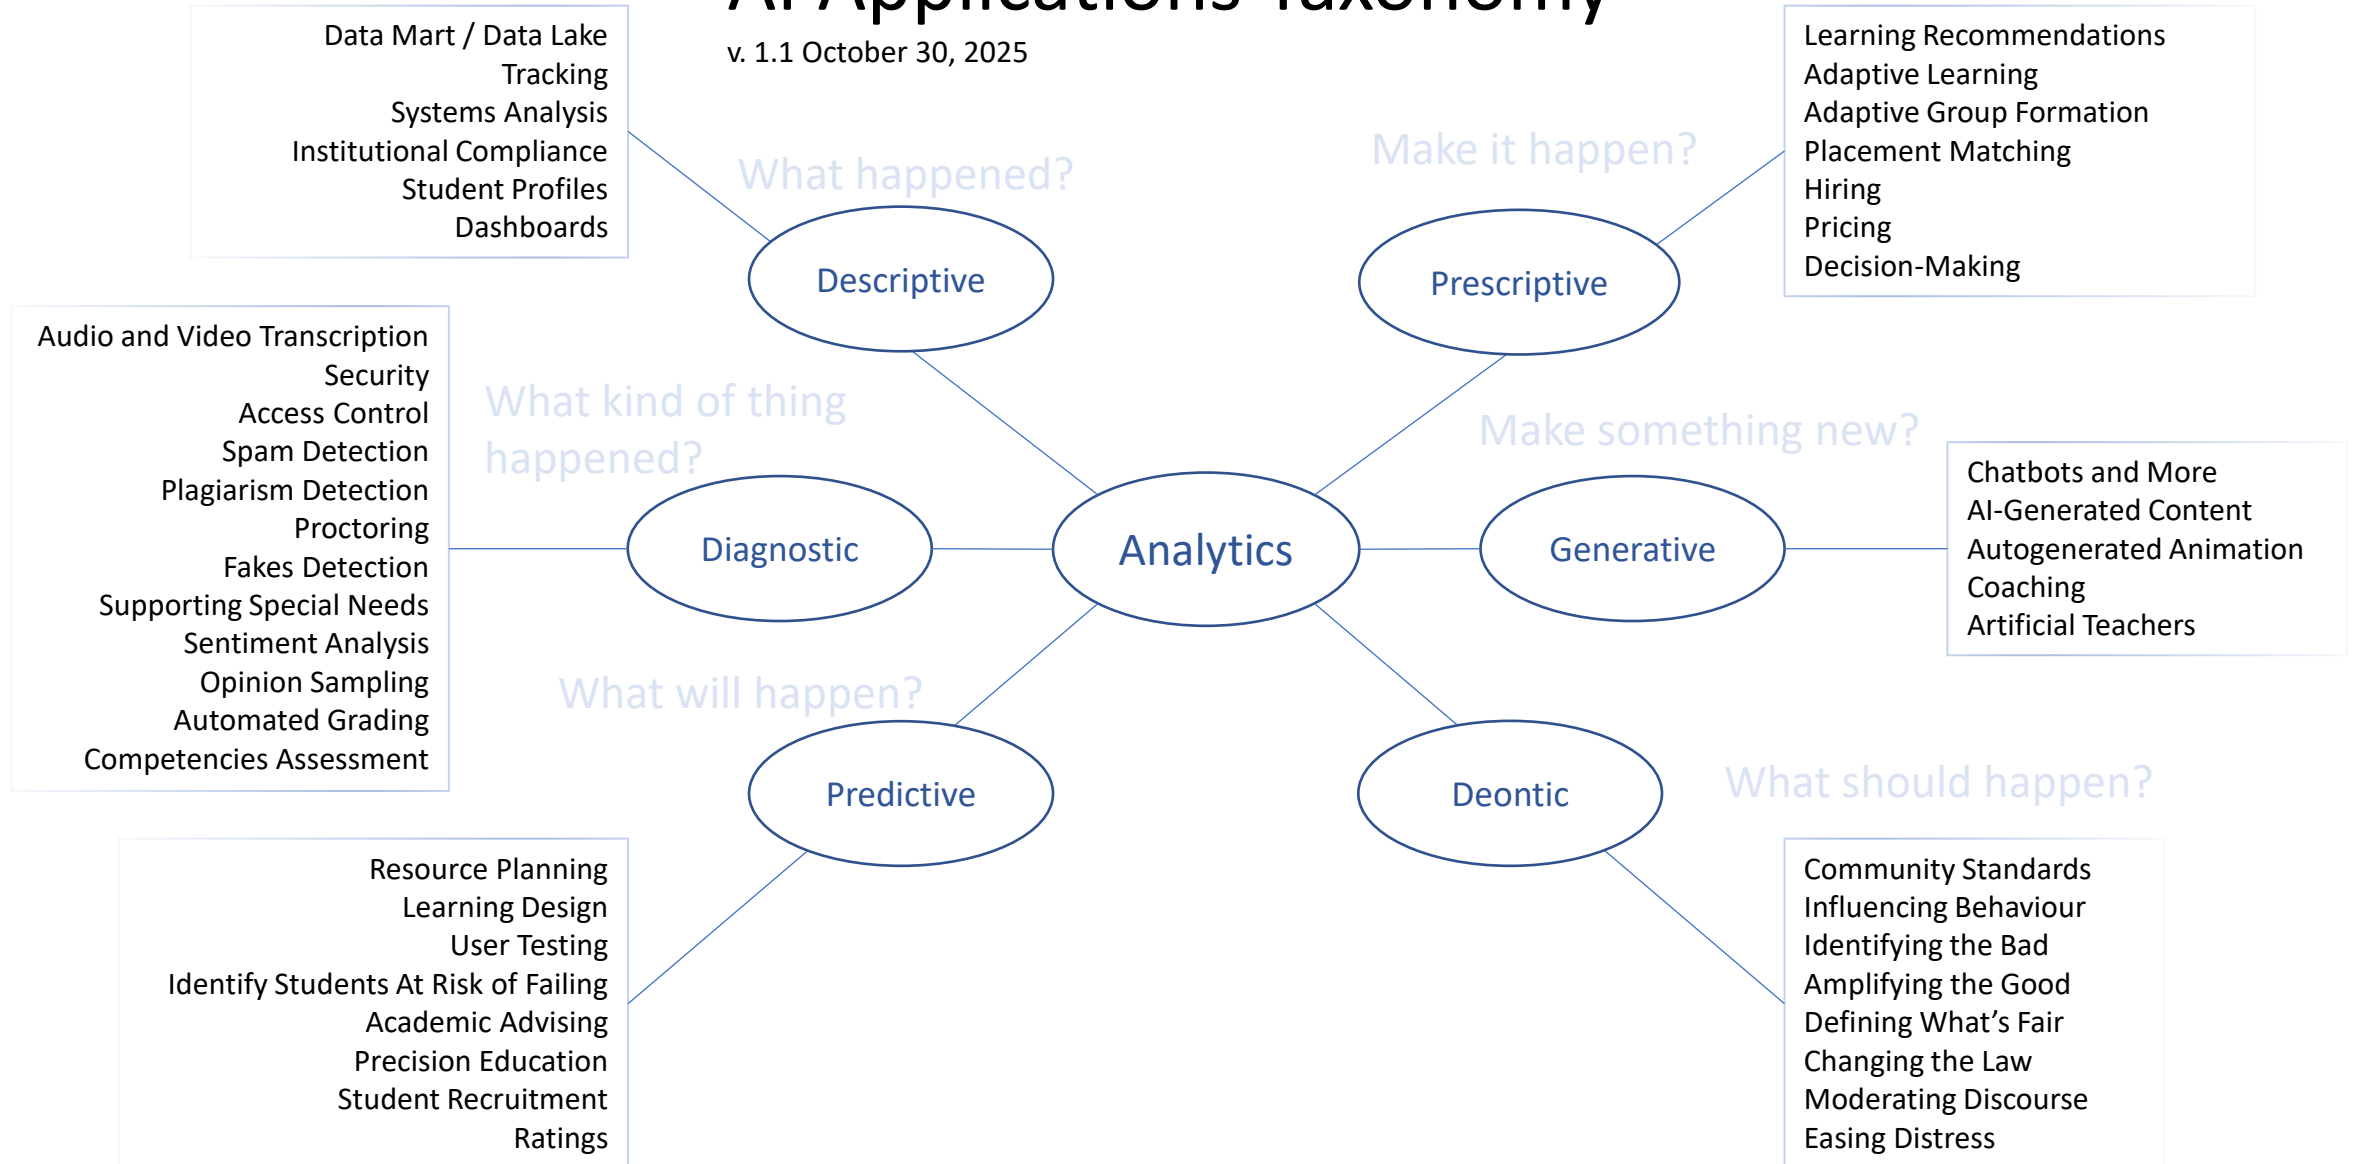 AI Applications Taxonomy
v. 1.1 October 30, 2025
Data Mart / Data Lake
Tracking
Systems Analysis
Institutional Compliance
Student Profiles
Dashboards
What happened?
Descriptive
Make it happen?
Prescriptive
Learning Recommendations
Adaptive Learning
Adaptive Group Formation
Placement Matching
Hiring
Pricing
Decision-Making
Audio and Video Transcription
Security
Access Control
Spam Detection
Plagiarism Detection
Proctoring
Fakes Detection
Supporting Special Needs
Sentiment Analysis
Opinion Sampling
Automated Grading
Competencies Assessment
What kind of thing
happened?
Diagnostic
Analytics
Make something new?
Generative
Chatbots and More
AI-Generated Content
Autogenerated Animation
Coaching
Artificial Teachers
What will happen?
Predictive
Resource Planning
Learning Design
User Testing
Identify Students At Risk of Failing
Academic Advising
Precision Education
Student Recruitment
Ratings
Deontic
What should happen?
Community Standards
Influencing Behaviour
Identifying the Bad
Amplifying the Good
Defining What’s Fair
Changing the Law
Moderating Discourse
Easing Distress